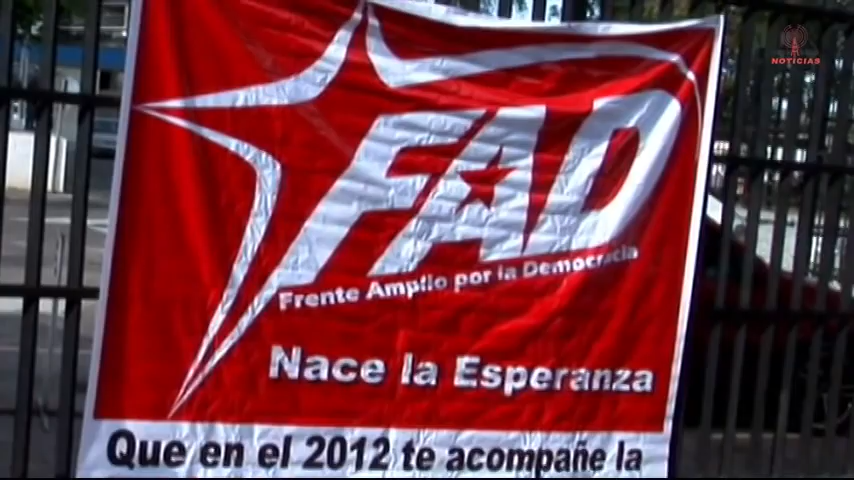 NOTICIAS
FAD
Frente Amplio por la Democracia
Nace la Esperanza
Que en el 2012 te acompañe la